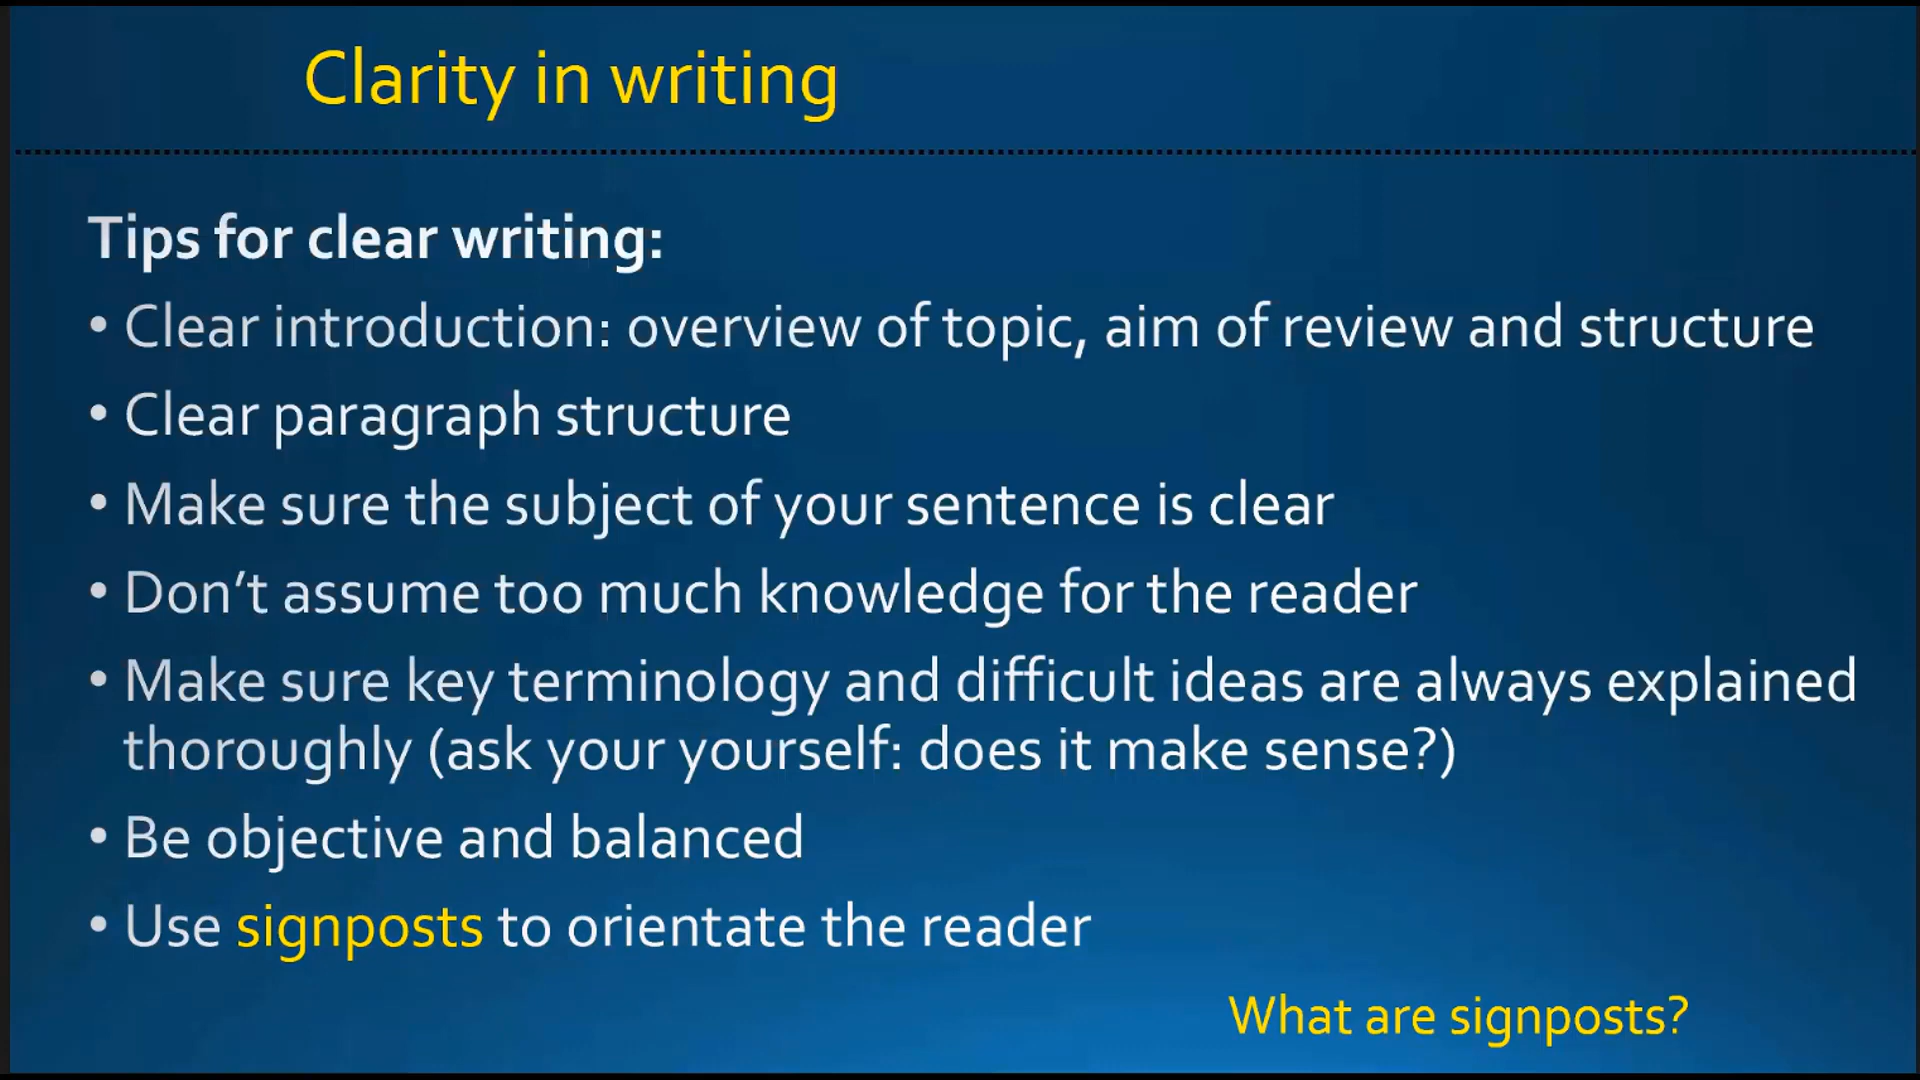 Clarity in writing
Tips for clear writing:
• Clear introduction: overview of topic, aim of review and structure
• Clear paragraph structure
• Make sure the subject of your sentence is clear
• Don’t assume too much knowledge for the reader
• Make sure key terminology and difficult ideas are always explained
thoroughly (ask your yourself: does it make sense?)
• Be objective and balanced
• Use signposts to orientate the reader
What are signposts?